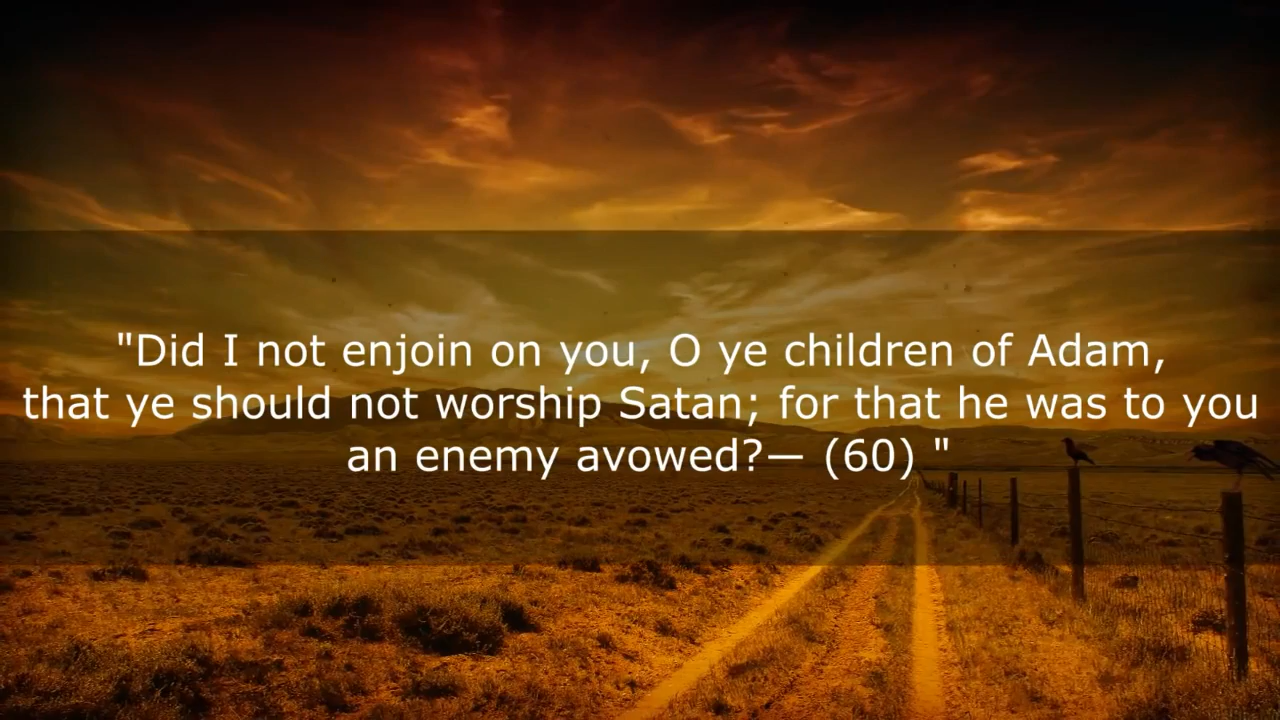 "Did I not enjoin on you, O ye children of Adam,
that ye should not worship Satan; for that he was to you
an enemy avowed?— (60) "